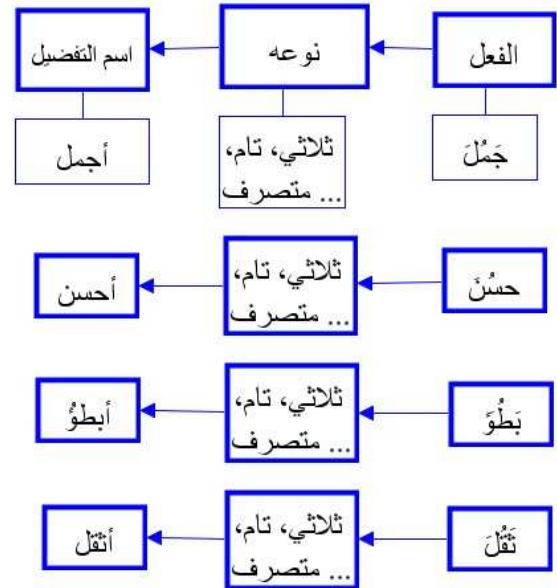 الفعل
نوعه
اسم التفضيل
جَمُلَ
ثلاثي، تام،
متصرف ...
أجمل
حسُنَ
ثلاثي، تام،
متصرف ...
أحسن
بَطُؤَ
ثلاثي، تام،
متصرف ...
أبطؤُ
ثَقُلَ
ثلاثي، تام،
متصرف ...
أثقل